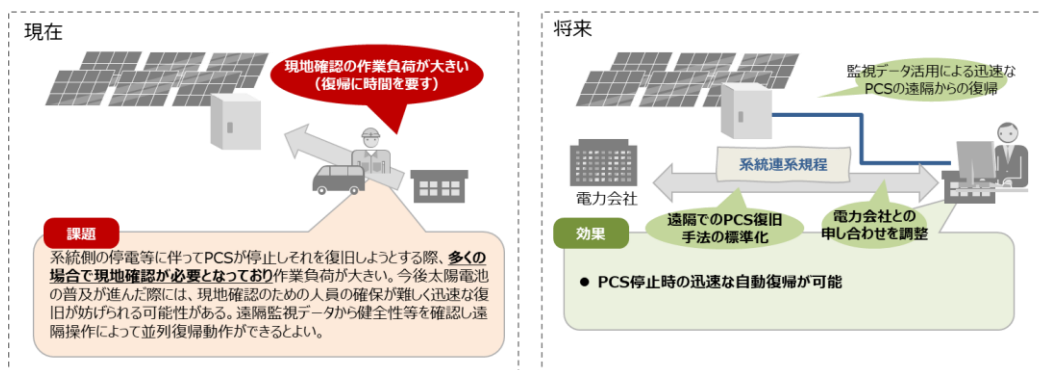 現在
現地確認の作業負荷が大きい
(復帰に時間を要す)
課題
系統側の停電等に伴ってPCSが停止しそれを復旧しようとする際、多くの
場合で現地確認が必要となっており作業負荷が大きい。今後太陽電池
の普及が進んだ際には、現地確認のための人員の確保が難しく迅速な復
旧が妨げられる可能性がある。遠隔監視データから健全性等を確認し遠
隔操作によって並列復帰動作ができるとよい。
将来
監視データ活用による迅速な
PCSの遠隔からの復帰
系統連系規程
電力会社
遠隔でのPCS復旧
手法の標準化
電力会社との
申し合わせを調整
効果
● PCS停止時の迅速な自動復帰が可能